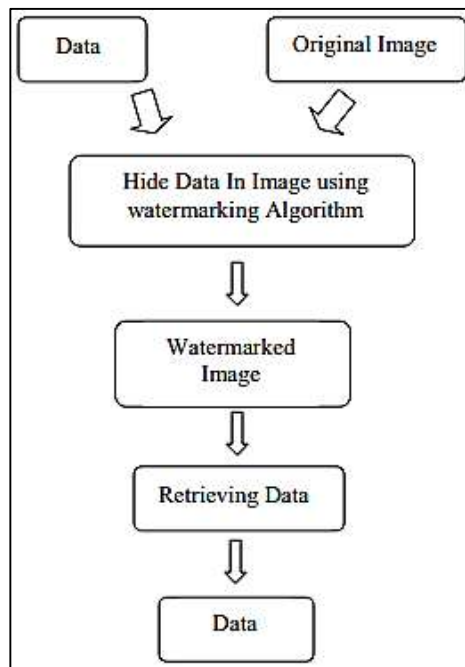 Data
Original Image
Hide Data In Image using
watermarking Algorithm
Watermarked
Image
Retrieving Data
Data